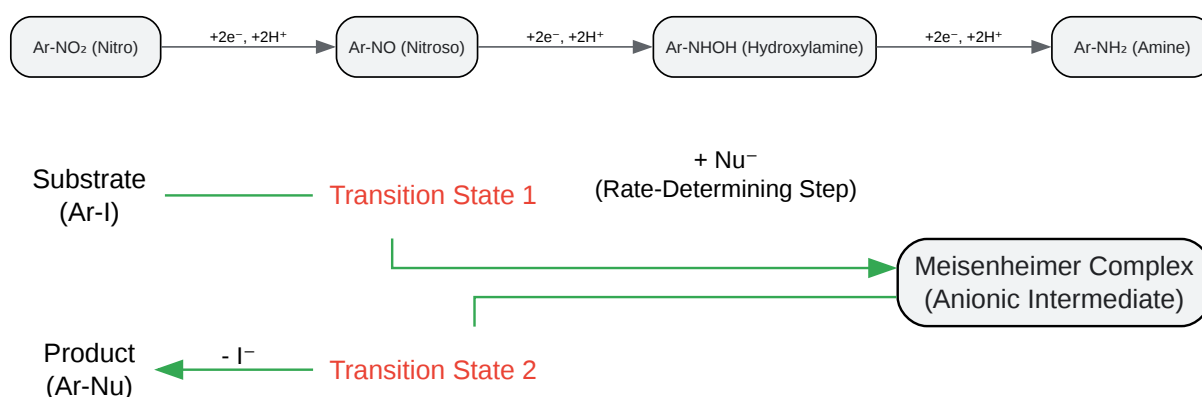 +2e⁻, +2H⁺ +2e⁻, +2H⁺ +2e⁻, +2H⁺
Ar-NO₂ (Nitro) Ar-NO (Nitroso) Ar-NHOH (Hydroxylamine) Ar-NH₂ (Amine)
+ Nu⁻
(Rate-Determining Step)
Substrate
(Ar-I)
Transition State 1
Meisenheimer Complex
(Anionic Intermediate)
Product
(Ar-Nu)
- I⁻
Transition State 2